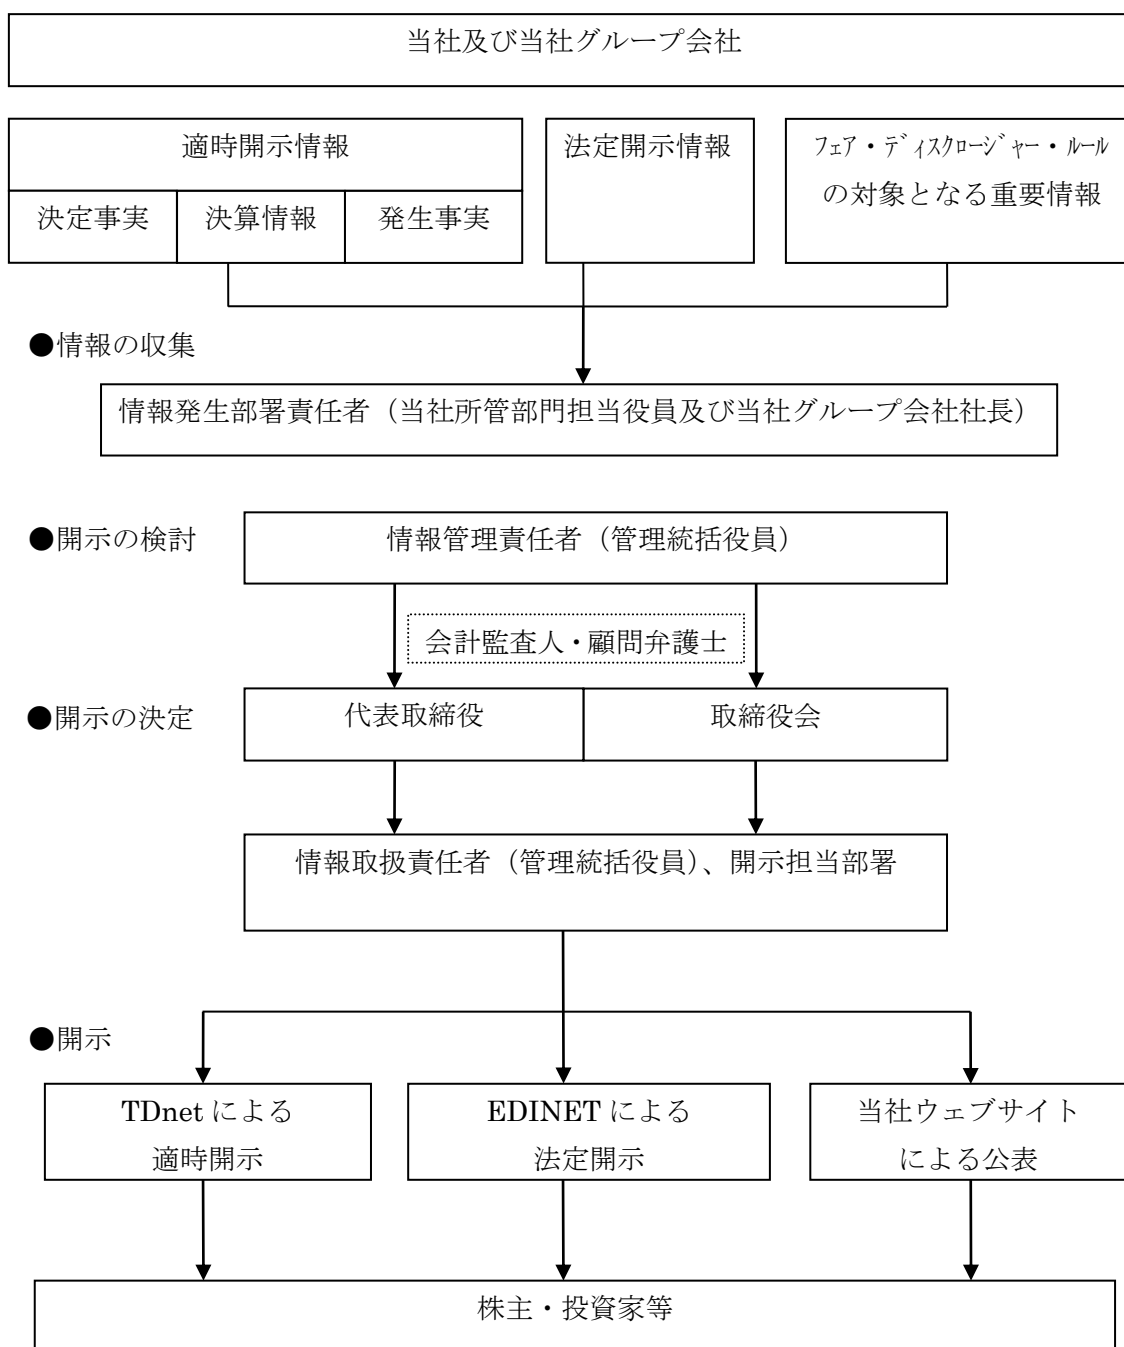 当社及び当社グループ会社
適時開示情報
決定事実
決算情報
発生事実
法定開示情報
フェア・ディスクロージャー・ルール
の対象となる重要情報
●情報の収集
情報発生部署責任者（当社所管部門担当役員及び当社グループ会社社長）
●開示の検討
情報管理責任者（管理統括役員）
会計監査人・顧問弁護士
●開示の決定
代表取締役
取締役会
情報取扱責任者（管理統括役員）、開示担当部署
●開示
TDnet による
適時開示
EDINET による
法定開示
当社ウェブサイト
による公表
株主・投資家等